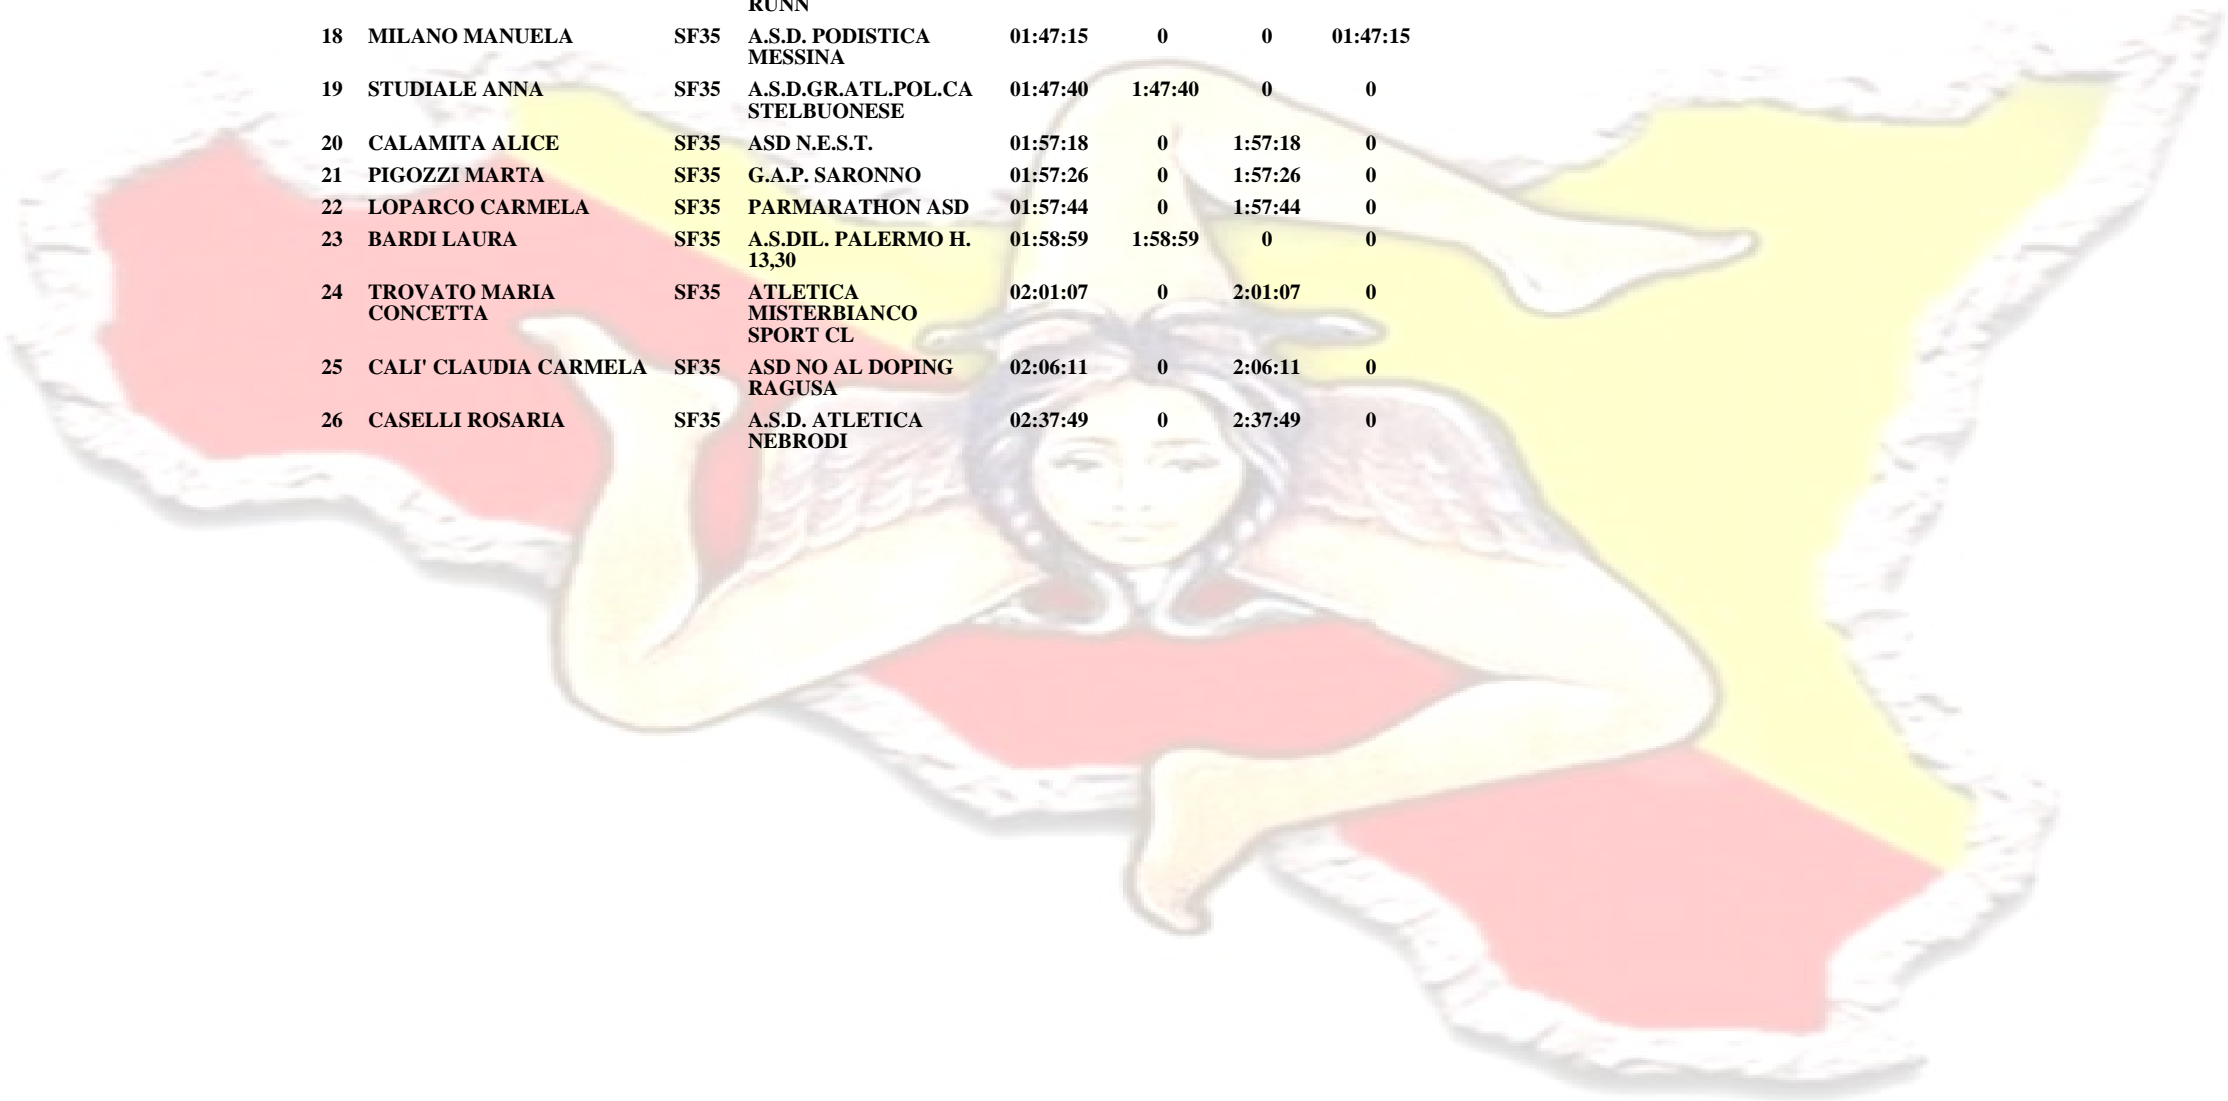 RUNN
18 MILANO MANUELA SF35 A.S.D. PODISTICA 01:47:15 0 0 01:47:15
MESSINA
19 STUDIALE ANNA SF35 A.S.D.GR.ATL.POL.CA 01:47:40 1:47:40 0 0
STELBUONESE
20 CALAMITA ALICE SF35 ASD N.E.S.T. 01:57:18 0 1:57:18 0
21 PIGOZZI MARTA SF35 G.A.P. SARONNO 01:57:26 0 1:57:26 0
22 LOPARCO CARMELA SF35 PARMARATHON ASD 01:57:44 0 1:57:44 0
23 BARDI LAURA SF35 A.S.DIL. PALERMO H. 01:58:59 1:58:59 0 0
13,30
24 TROVATO MARIA SF35 ATLETICA 02:01:07 0 2:01:07 0
CONCETTA MISTERBIANCO
SPORT CL
25 CALI' CLAUDIA CARMELA SF35 ASD NO AL DOPING 02:06:11 0 2:06:11 0
RAGUSA
26 CASELLI ROSARIA SF35 A.S.D. ATLETICA 02:37:49 0 2:37:49 0
NEBRODI